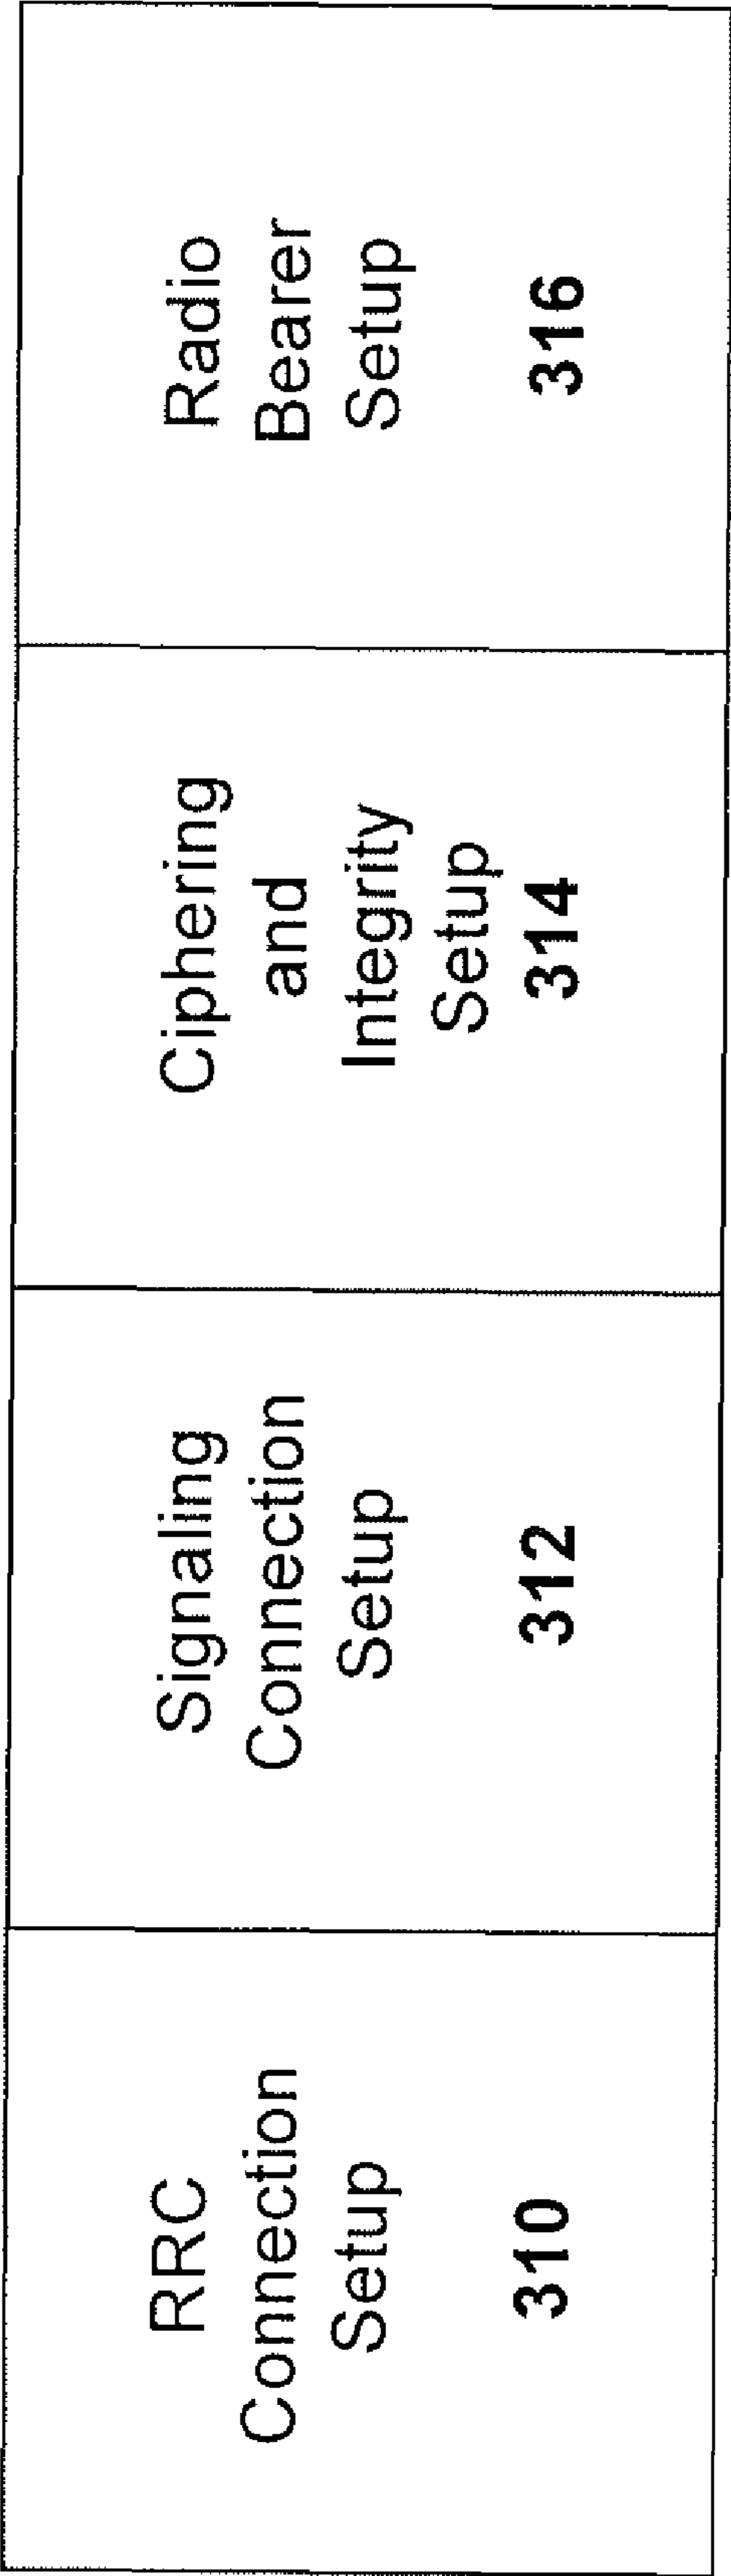 RRC
Connection
Setup
310
Signaling
Connection
Setup
312
Ciphering
and
Integrity
Setup
314
Radio
Bearer
Setup
316